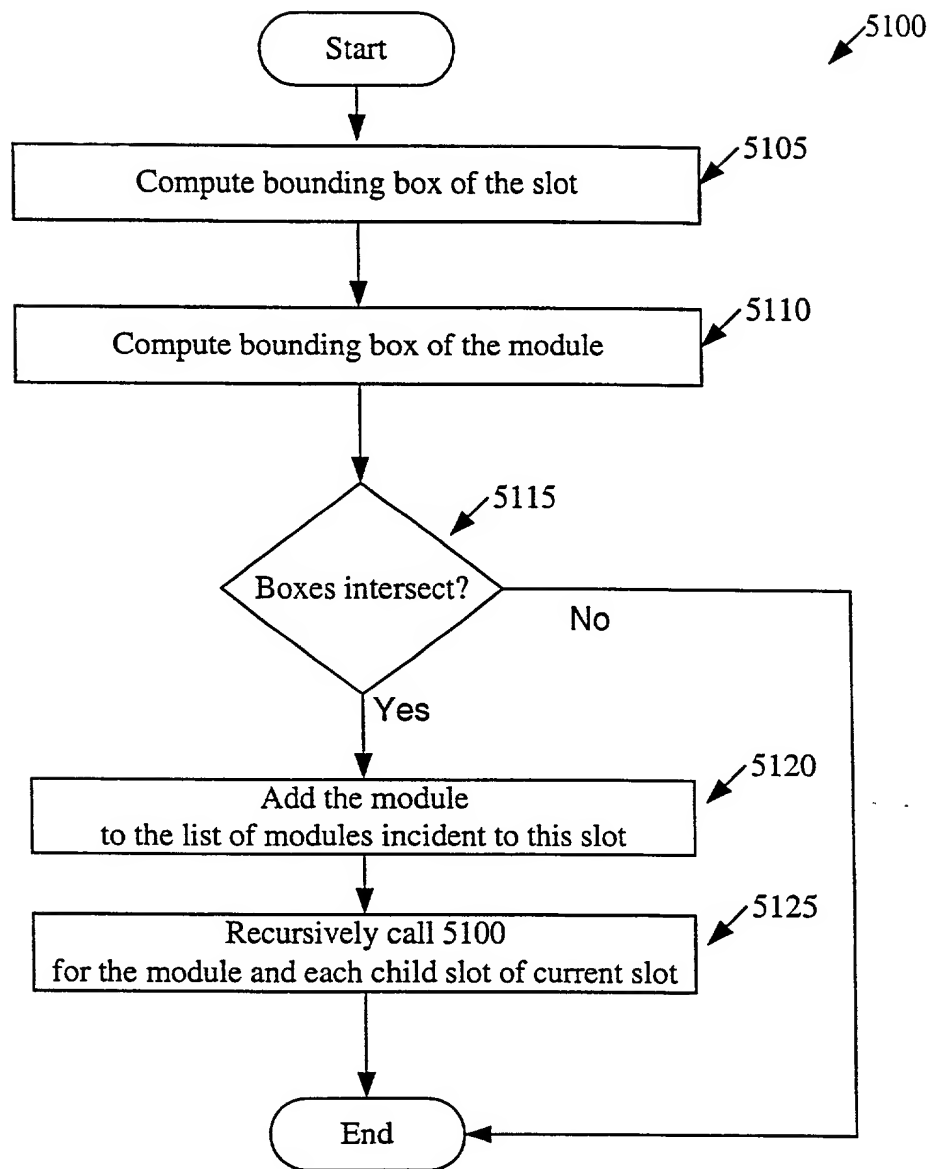 Start
5100
5105
Compute bounding box of the slot
5110
Compute bounding box of the module
5115
Boxes intersect?
No
Yes
5120
Add the module
to the list of modules incident to this slot
5125
Recursively call 5100
for the module and each child slot of current slot
End